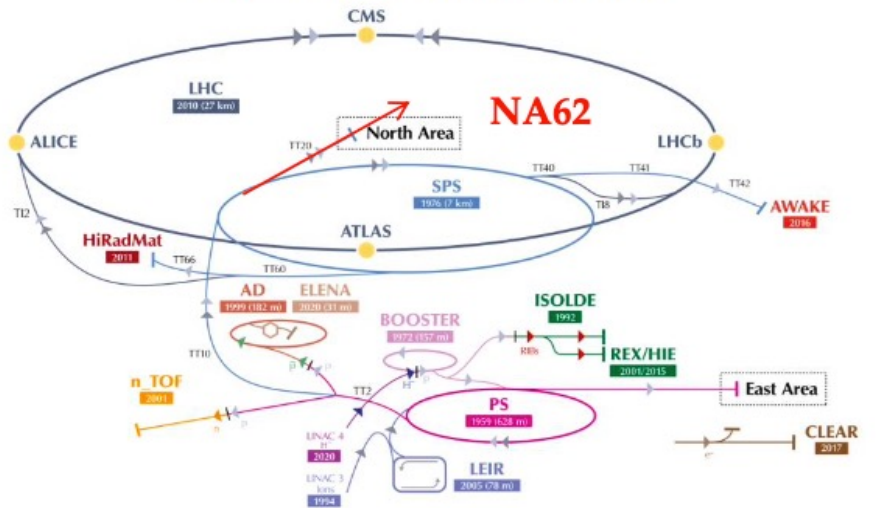 CMS
LHC
2010 (27 km)
NA62
North Area
TT20
ALICE
LHCb
TT40
TT41
SPS
1976 (7 km)
TI8
TT42
AWAKE
2016
TI2
ATLAS
HiRadMat
2011
TT66
TT60
AD
1999 (182 m)
ELENA
2020 (31 m)
ISOLDE
1992
BOOSTER
1972 (157 m)
RIBs
REX/HIE
2001/2015
TT10
p
p
H-
p
n_TOF
2001
TT2
East Area
PS
1959 (628 m)
n
p
LINAC 4
H-
2020
CLEAR
2017
e-
LEIR
2005 (78 m)
LINAC 3
Ions
1994